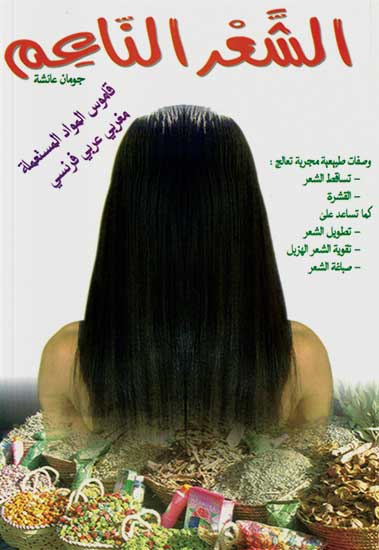 الشَّعْر النَّاعِم
جومان عائشة
قاموس المواد المستعملة
مغربي عربي فرنسي
وصفات طبيعية مجربة تعالج :
- تساقط الشعر
- القشرة
كما تساعد على
- تطويل الشعر
- تقوية الشعر الهزيل
- صباغة الشعر